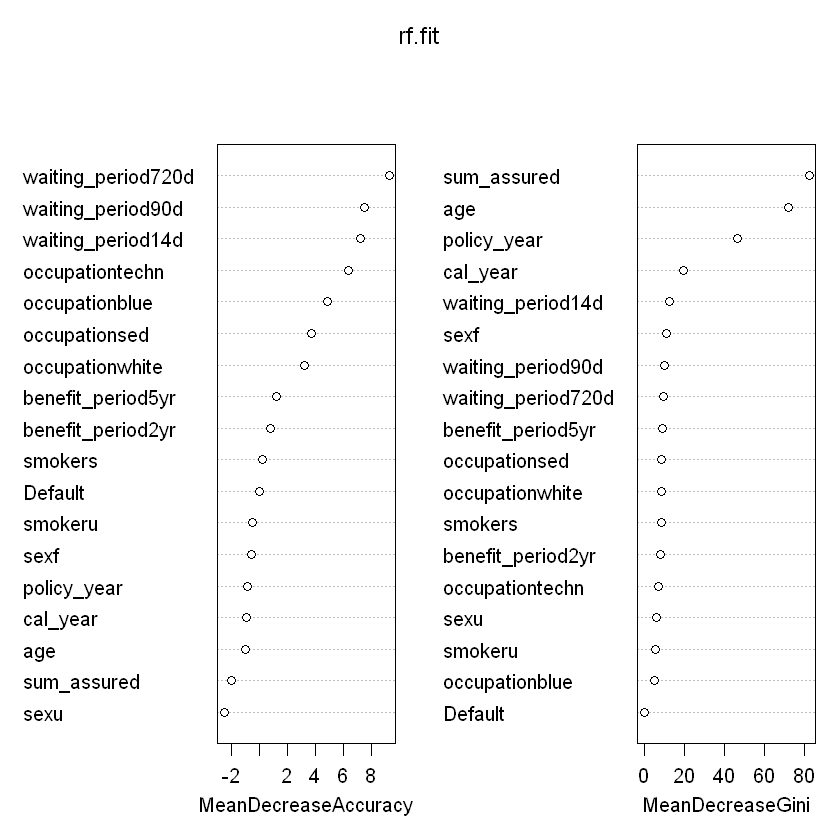 rf.fit
waiting_period720d
waiting_period90d
waiting_period14d
occupationtechn
occupationblue
occupationsed
occupationwhite
benefit_period5yr
benefit_period2yr
smokers
Default
smokeru
sexf
policy_year
cal_year
age
sum_assured
sexu
-2 2 4 6 8
MeanDecreaseAccuracy
sum_assured
age
policy_year
cal_year
waiting_period14d
sexf
waiting_period90d
waiting_period720d
benefit_period5yr
occupationsed
occupationwhite
smokers
benefit_period2yr
occupationtechn
sexu
smokeru
occupationblue
Default
0 20 40 60 80
MeanDecreaseGini